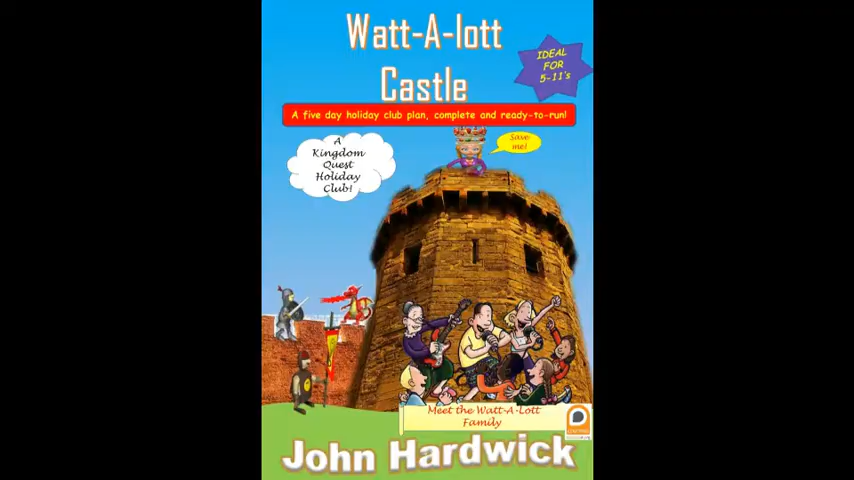 Watt-A-lott
Castle
IDEAL
FOR
5-11's
A five day holiday club plan, complete and ready-to-run!
Save
me!
A
Kingdom
Quest
Holiday
Club!
Meet the Watt-A-Lott
Family
John Hardwick